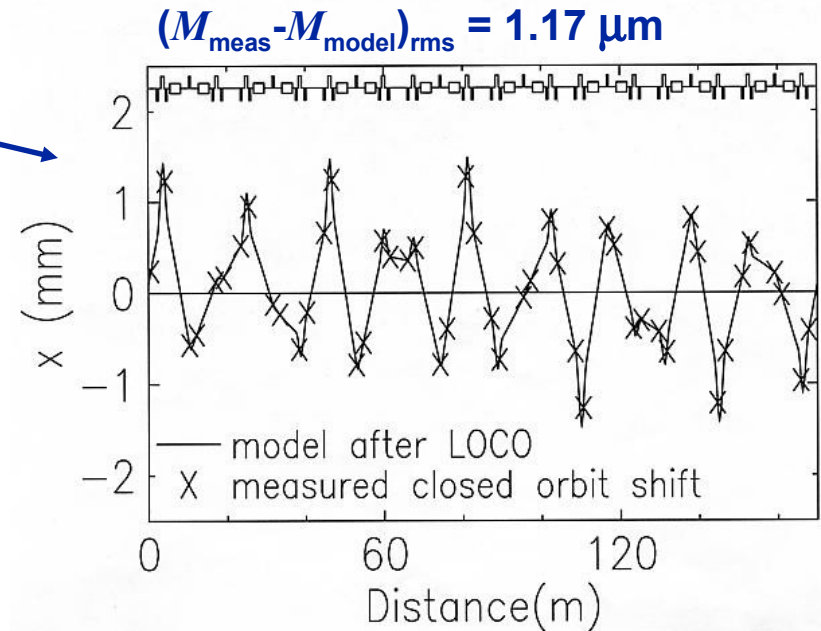 (Mmeas-Mmodel)rms = 1.17 μm
2
1
0
−1
−2
x (mm)
model after LOCO
X measured closed orbit shift
0 60 120
Distance(m)